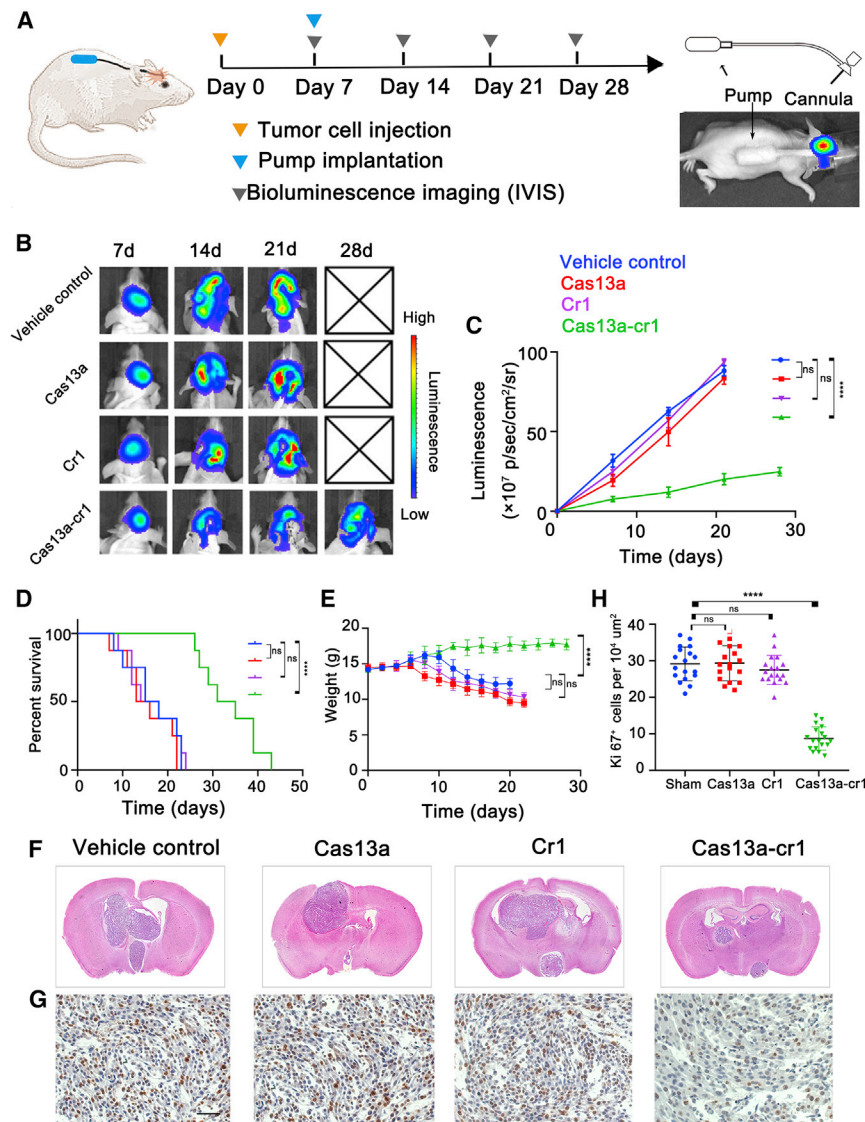 A
Day 0
Day 7
Day 14
Day 21
Day 28
Tumor cell injection
Pump implantation
Bioluminescence imaging (IVIS)
Pump
Cannula
B
7d
14d
21d
28d
Vehicle control
Cas13a
Cr1
Cas13a-cr1
High
Luminescence
Low
Vehicle control
Cas13a
Cr1
Cas13a-cr1
C
Luminescence
(×10⁷ p/sec/cm²/sr)
100
50
0
0
10
20
30
Time (days)
ns
ns
****
D
Percent survival
100
50
0
0
10
20
30
40
50
Time (days)
ns
ns
****
E
Weight (g)
20
15
10
5
0
0
10
20
30
Time (days)
ns
ns
****
H
Ki 67⁺ cells per 10⁴ um²
40
30
20
10
0
ns
ns
****
Sham
Cas13a
Cr1
Cas13a-cr1
F
Vehicle control
Cas13a
Cr1
Cas13a-cr1
G